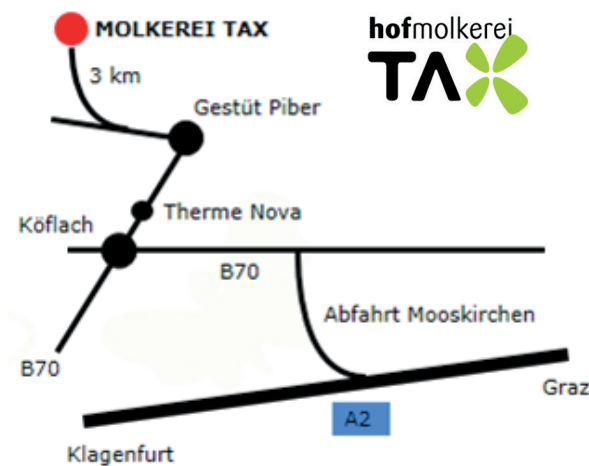 MOLKEREI TAX
hofmolkerei
TAX
3 km
Gestüt Piber
Therme Nova
Köflach
B70
Abfahrt Mooskirchen
B70
Graz
A2
Klagenfurt